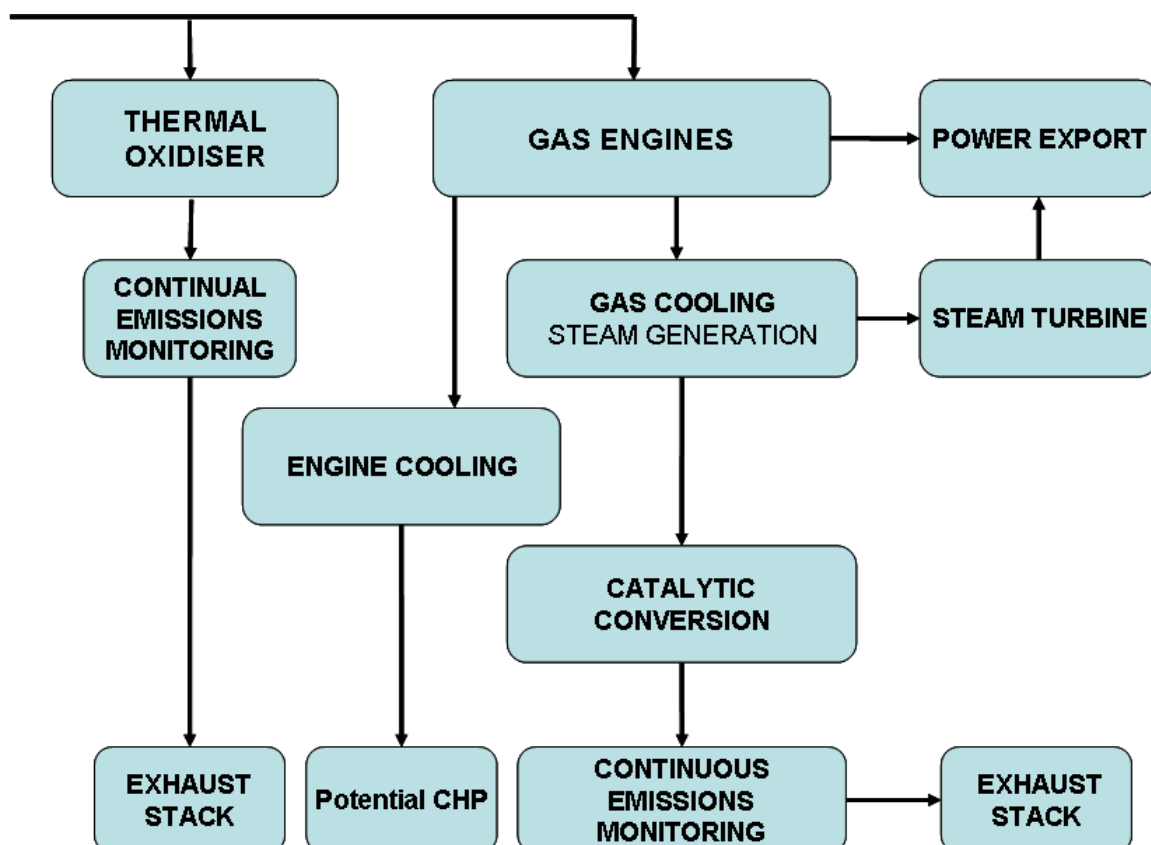 THERMAL
OXIDISER
GAS ENGINES
POWER EXPORT
CONTINUAL
EMISSIONS
MONITORING
GAS COOLING
STEAM GENERATION
STEAM TURBINE
ENGINE COOLING
CATALYTIC
CONVERSION
EXHAUST
STACK
Potential CHP
CONTINUOUS
EMISSIONS
MONITORING
EXHAUST
STACK